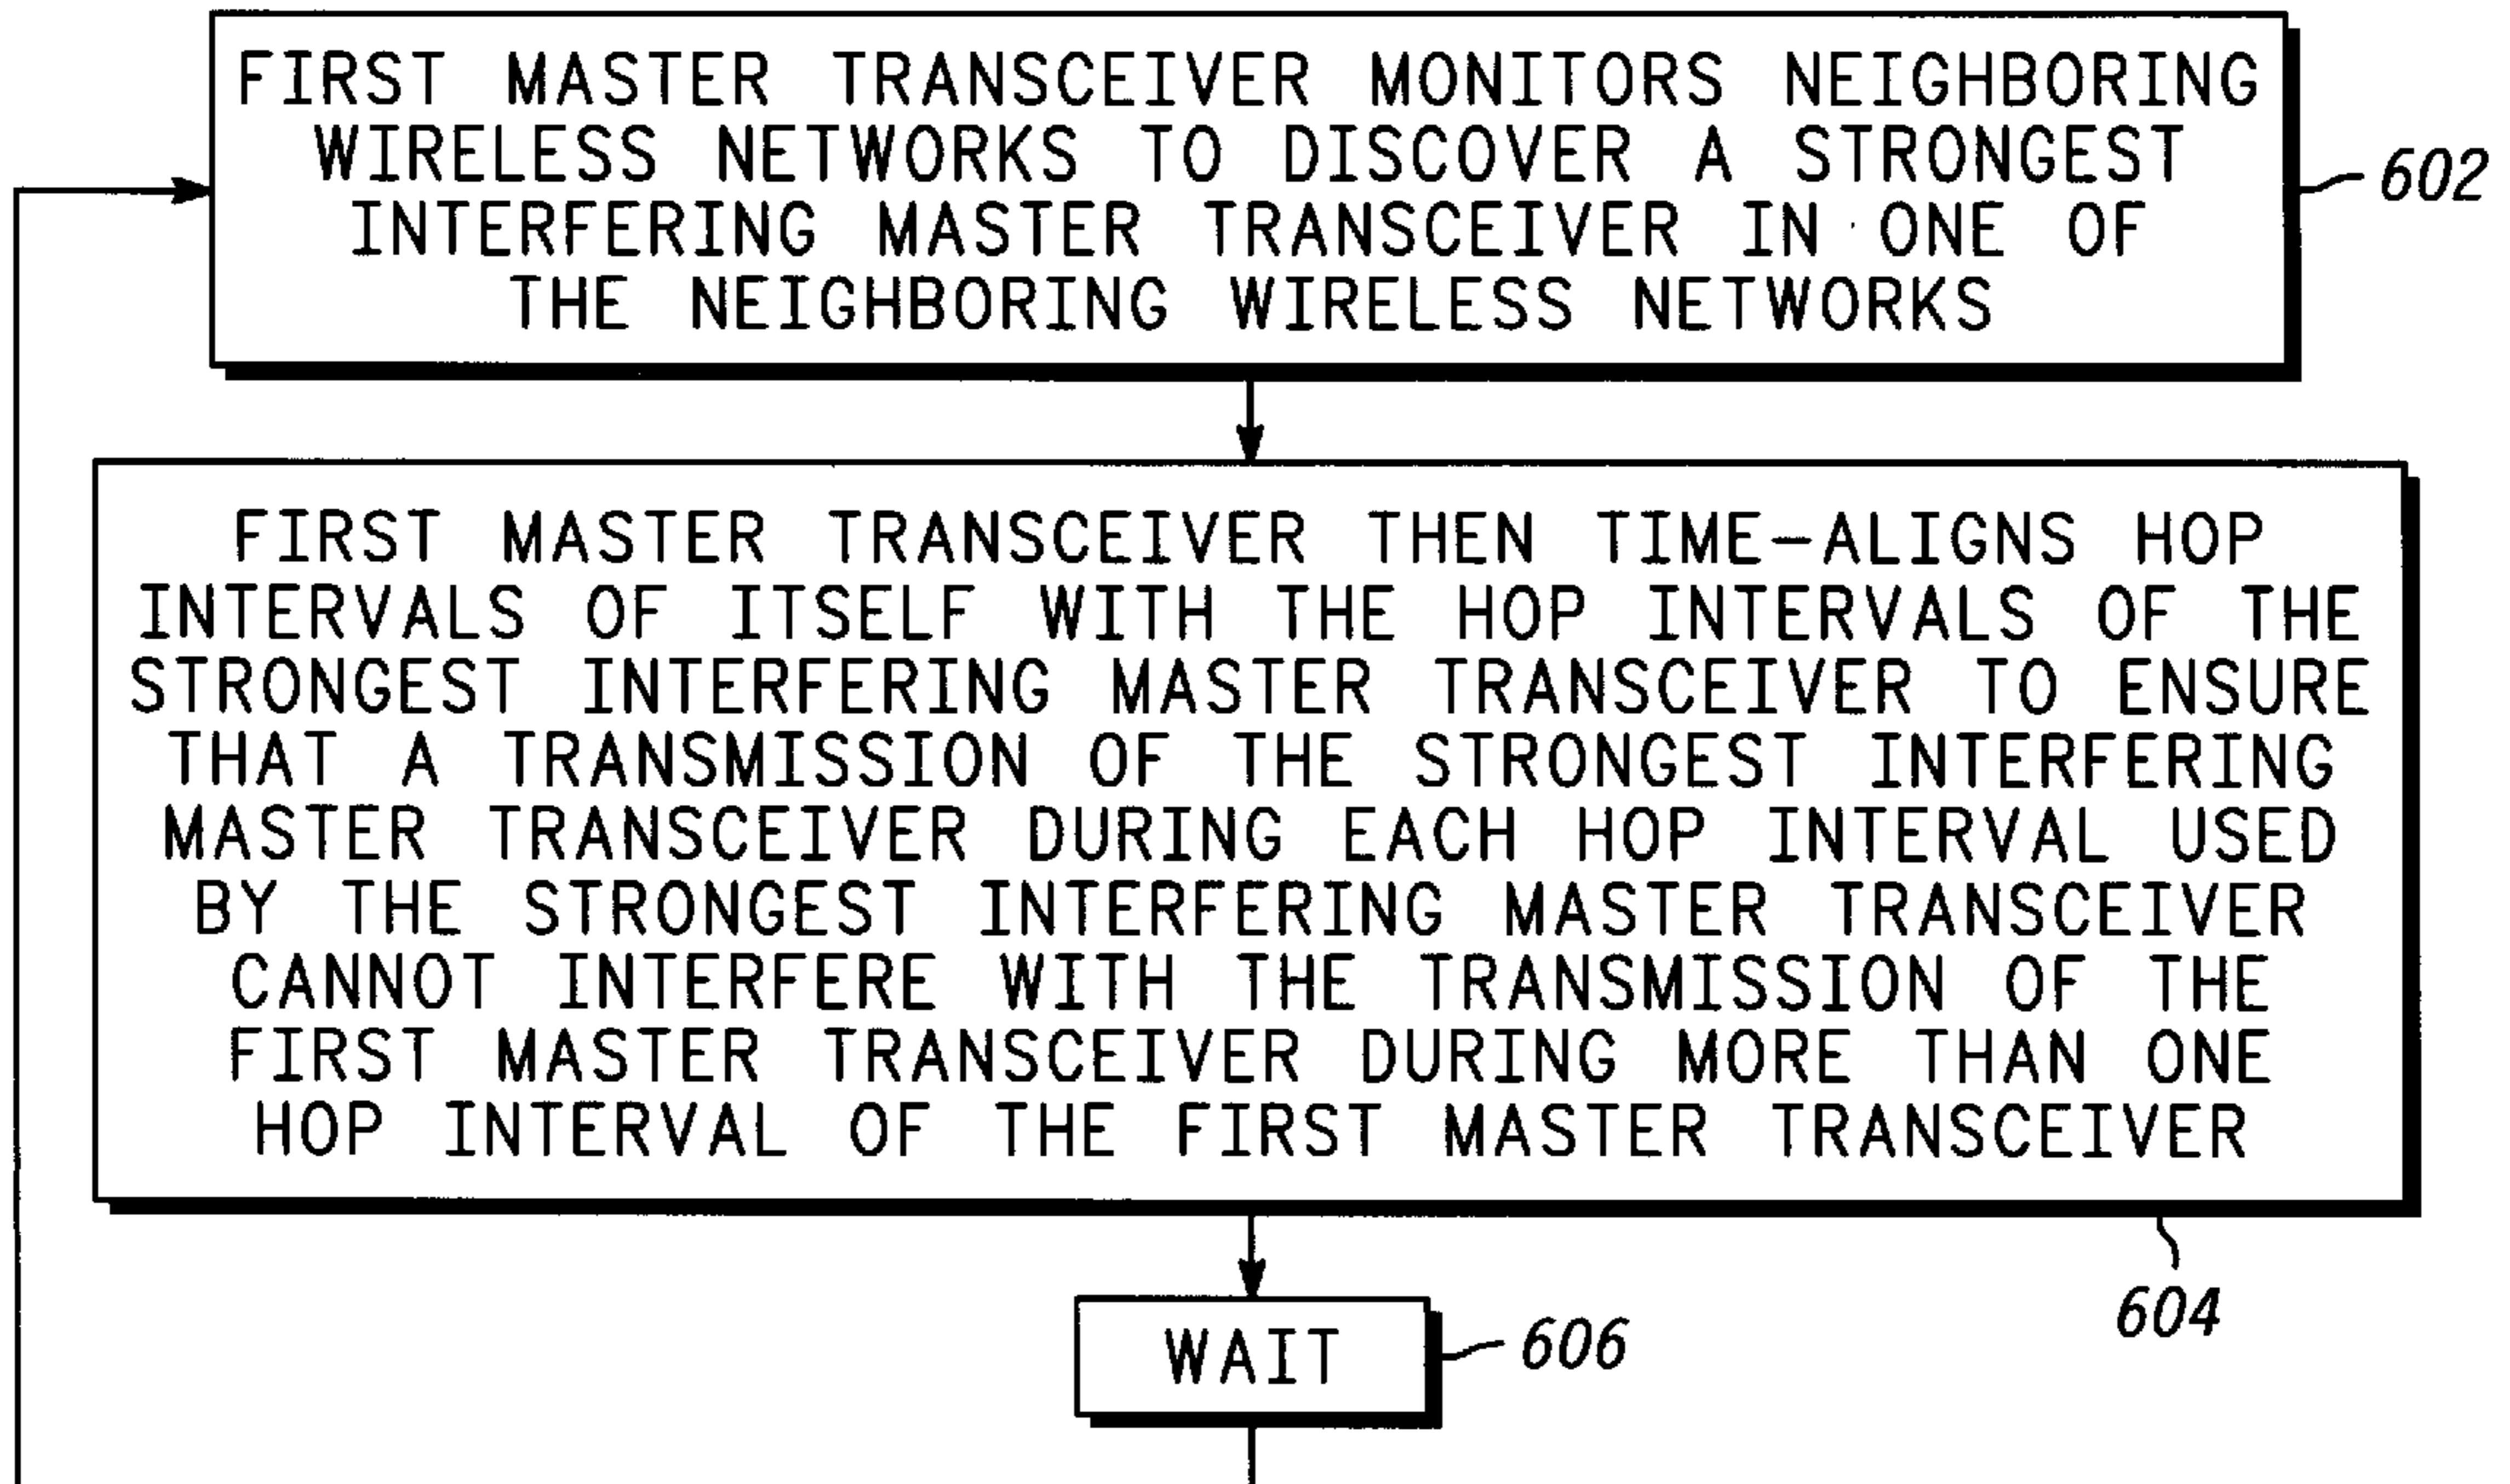 FIRST MASTER TRANSCEIVER MONITORS NEIGHBORING
WIRELESS NETWORKS TO DISCOVER A STRONGEST
INTERFERING MASTER TRANSCEIVER IN ONE OF
THE NEIGHBORING WIRELESS NETWORKS
602
FIRST MASTER TRANSCEIVER THEN TIME-ALIGNS HOP
INTERVALS OF ITSELF WITH THE HOP INTERVALS OF THE
STRONGEST INTERFERING MASTER TRANSCEIVER TO ENSURE
THAT A TRANSMISSION OF THE STRONGEST INTERFERING
MASTER TRANSCEIVER DURING EACH HOP INTERVAL USED
BY THE STRONGEST INTERFERING MASTER TRANSCEIVER
CANNOT INTERFERE WITH THE TRANSMISSION OF THE
FIRST MASTER TRANSCEIVER DURING MORE THAN ONE
HOP INTERVAL OF THE FIRST MASTER TRANSCEIVER
604
WAIT
606